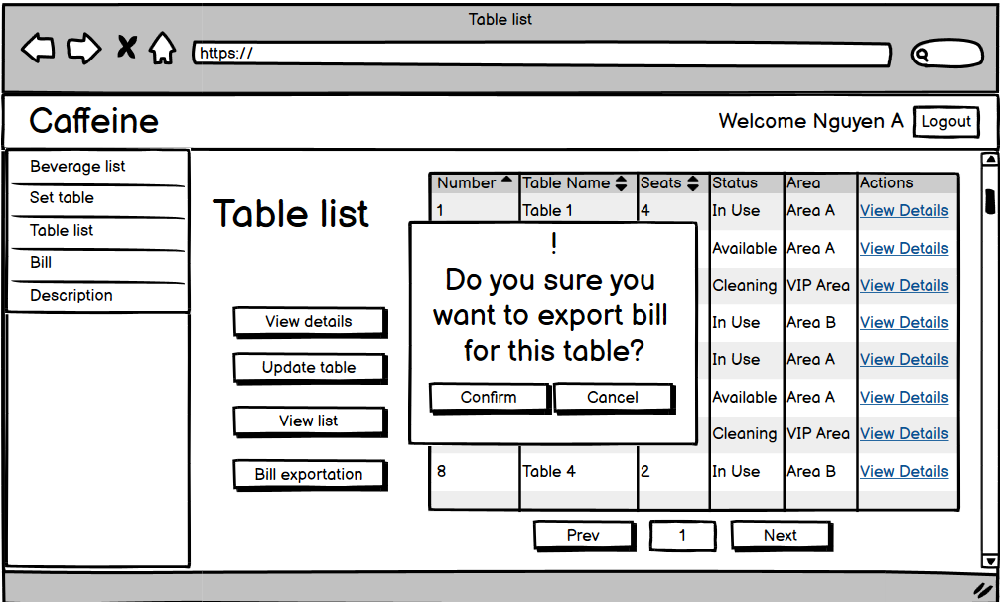 Table list
https://
Caffeine
Welcome Nguyen A
Logout
Beverage list
Set table
Table list
Bill
Description
Table list
View details
Update table
View list
Bill exportation
Number Table Name Seats Status Area Actions
1 Table 1 4 In Use Area A View Details
Available Area A View Details
Cleaning VIP Area View Details
In Use Area B View Details
In Use Area A View Details
Available Area A View Details
Cleaning VIP Area View Details
8 Table 4 2 In Use Area B View Details
!
Do you sure you
want to export bill
for this table?
Confirm Cancel
Prev 1 Next